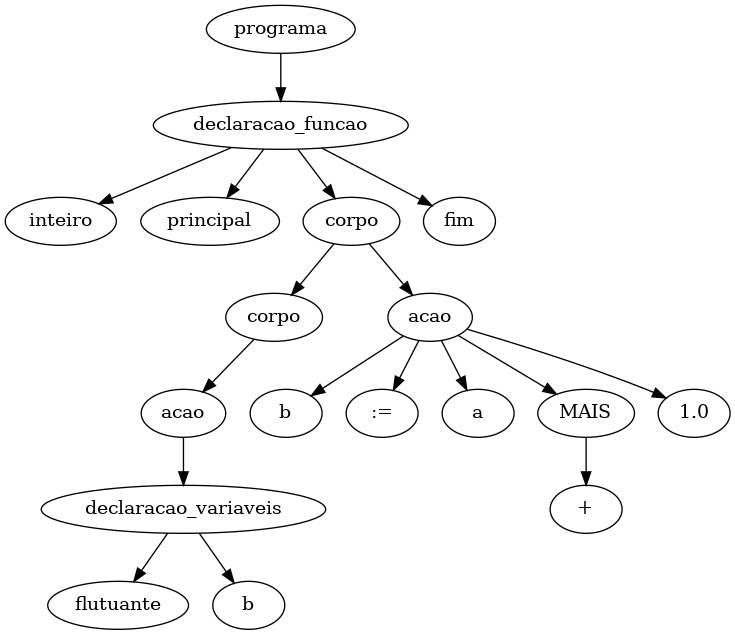 programa
declaracao_funcao
inteiro
principal
corpo
fim
corpo
acao
acao
b
:=
a
MAIS
1.0
declaracao_variaveis
+
flutuante
b